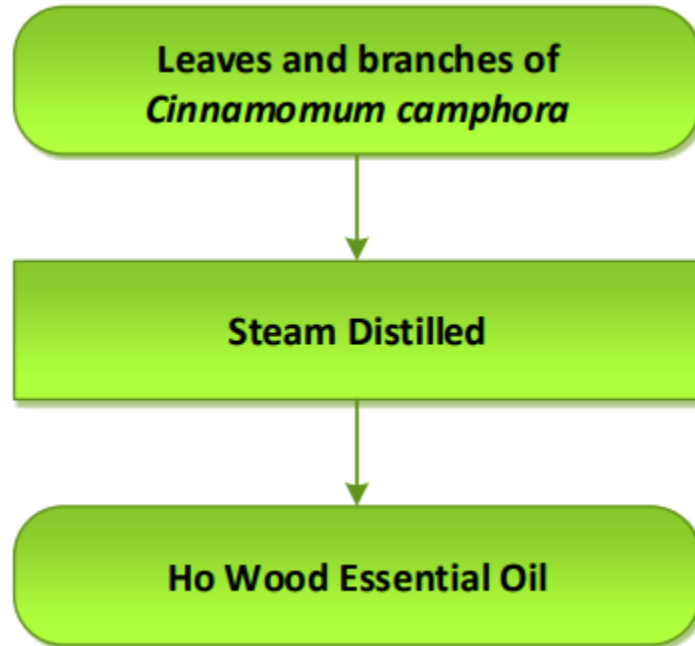 Leaves and branches of
Cinnamomum camphora
Steam Distilled
Ho Wood Essential Oil